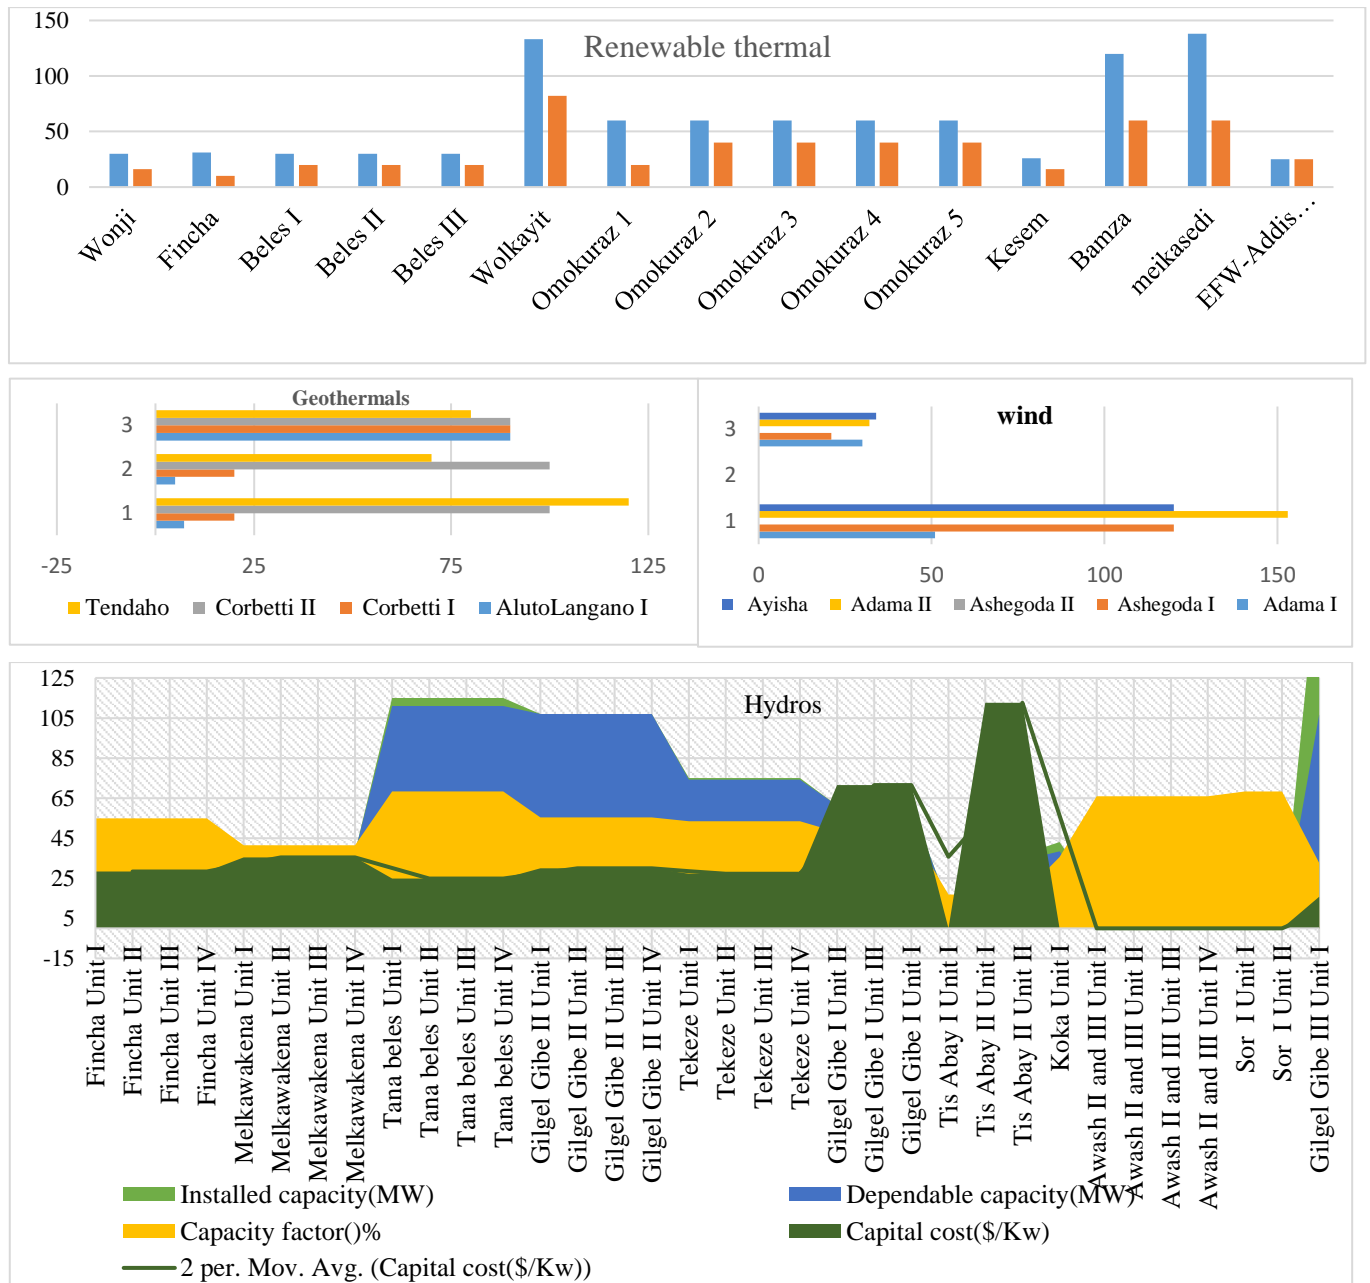 Renewable thermal
150
100
50
0
Wonji
Fincha
Beles I
Beles II
Beles III
Wolkayit
Omokuraz 1
Omokuraz 2
Omokuraz 3
Omokuraz 4
Omokuraz 5
Kesem
Bamza
meikasedi
EFW-Addis…
Geothermals
3
2
1
-25 25 75 125
Tendaho Corbetti II Corbetti I AlutoLangano I
wind
3
2
1
0 50 100 150
Ayisha Adama II Ashegoda II Ashegoda I Adama I
Hydros
125
105
85
65
45
25
5
-15
Fincha Unit I
Fincha Unit II
Fincha Unit III
Fincha Unit IV
Melkawakena Unit I
Melkawakena Unit II
Melkawakena Unit III
Melkawakena Unit IV
Tana beles Unit I
Tana beles Unit II
Tana beles Unit III
Tana beles Unit IV
Gilgel Gibe II Unit I
Gilgel Gibe II Unit II
Gilgel Gibe II Unit III
Gilgel Gibe II Unit IV
Tekeze Unit I
Tekeze Unit II
Tekeze Unit III
Tekeze Unit IV
Gilgel Gibe I Unit II
Gilgel Gibe I Unit III
Gilgel Gibe I Unit I
Tis Abay I Unit I
Tis Abay II Unit I
Tis Abay II Unit II
Koka Unit I
Awash II and III Unit I
Awash II and III Unit II
Awash II and III Unit III
Awash II and III Unit IV
Sor I Unit I
Sor I Unit II
Gilgel Gibe III Unit I
Installed capacity(MW) Dependable capacity(MW)
Capacity factor()% Capital cost($/Kw)
2 per. Mov. Avg. (Capital cost($/Kw))